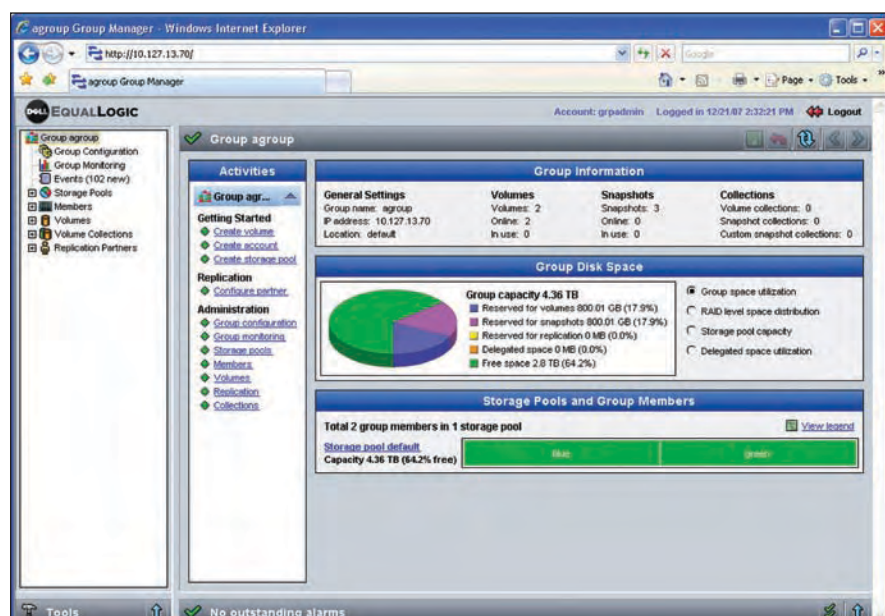 agroup Group Manager - Windows Internet Explorer
http://10.127.13.70/
Google
agroup Group Manager
Page
Tools
DELL EQUALLOGIC
Account: grpadmin Logged in 12/21/07 2:32:21 PM Logout
Group agroup
Group Configuration
Group Monitoring
Events (102 new)
Storage Pools
Members
Volumes
Volume Collections
Replication Partners
Tools
Group agroup
Activities
Group agr...
Getting Started
Create volume
Create account
Create storage pool
Replication
Configure partner
Administration
Group configuration
Group monitoring
Storage pools
Members
Volumes
Replication
Collections
Group Information
General Settings
Group name: agroup
IP address: 10.127.13.70
Location: default
Volumes
Volumes: 2
Online: 2
In use: 0
Snapshots
Snapshots: 3
Online: 0
In use: 0
Collections
Volume collections: 0
Snapshot collections: 0
Custom snapshot collections: 0
Group Disk Space
Group capacity 4.36 TB
Reserved for volumes 800.01 GB (17.9%)
Reserved for snapshots 800.01 GB (17.9%)
Reserved for replication 0 MB (0.0%)
Delegated space 0 MB (0.0%)
Free space 2.8 TB (64.2%)
Group space utilization
RAID level space distribution
Storage pool capacity
Delegated space utilization
Storage Pools and Group Members
Total 2 group members in 1 storage pool
View legend
Storage pool default
Capacity 4.36 TB (64.2% free)
blue
green
No outstanding alarms